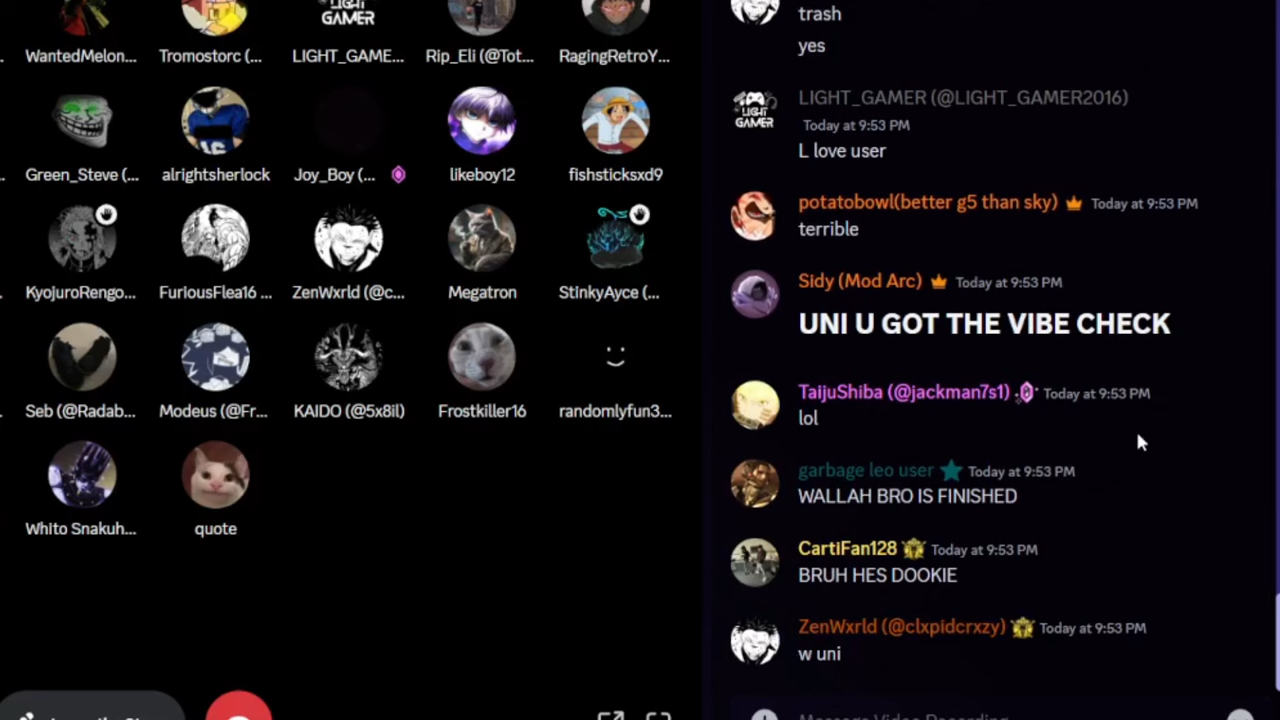 WantedMelon...
Tromostorc (...
LIGHT_GAME...
Rip_Eli (@Tot...
RagingRetroY...
Green_Steve (...
alrightsherlock
Joy_Boy (...
likeboy12
fishsticksxd9
KyojuroRengo...
FuriousFlea16 ...
ZenWxrld (@c...
Megatron
StinkyAyce (...
Seb (@Radab...
Modeus (@Fr...
KAIDO (@5x8il)
Frostkiller16
randomlyfun3...
Whito Snakuh...
quote
trash
yes
LIGHT_GAMER (@LIGHT_GAMER2016)
Today at 9:53 PM
L love user
potatobowl(better g5 than sky) Today at 9:53 PM
terrible
Sidy (Mod Arc) Today at 9:53 PM
UNI U GOT THE VIBE CHECK
TaijuShiba (@jackman7s1) Today at 9:53 PM
lol
garbage leo user Today at 9:53 PM
WALLAH BRO IS FINISHED
CartiFan128 Today at 9:53 PM
BRUH HES DOOKIE
ZenWxrld (@clxpidcrxzy) Today at 9:53 PM
w uni
Message Video Recording